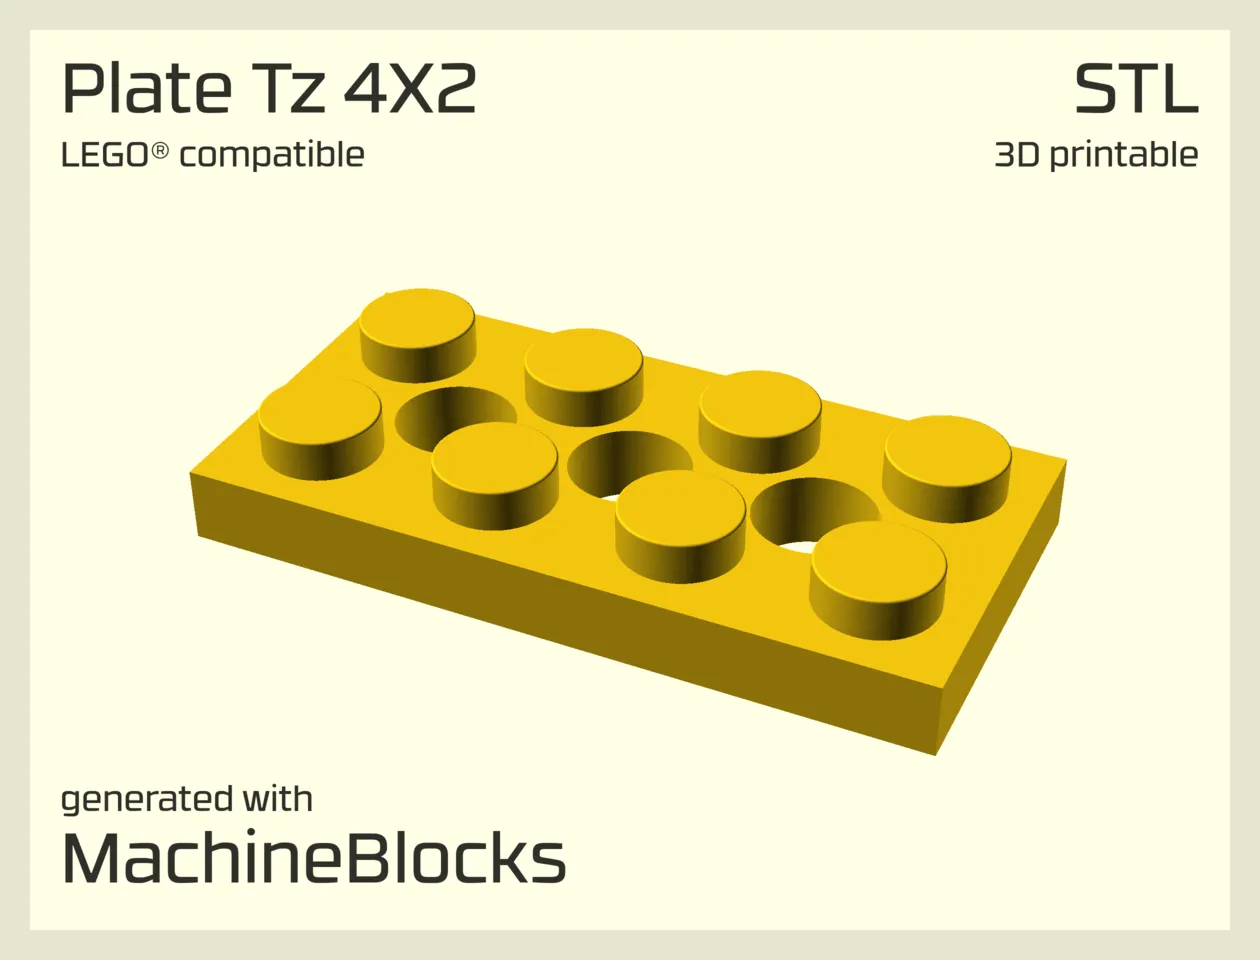 Plate Tz 4X2
LEGO® compatible
STL
3D printable
generated with
MachineBlocks